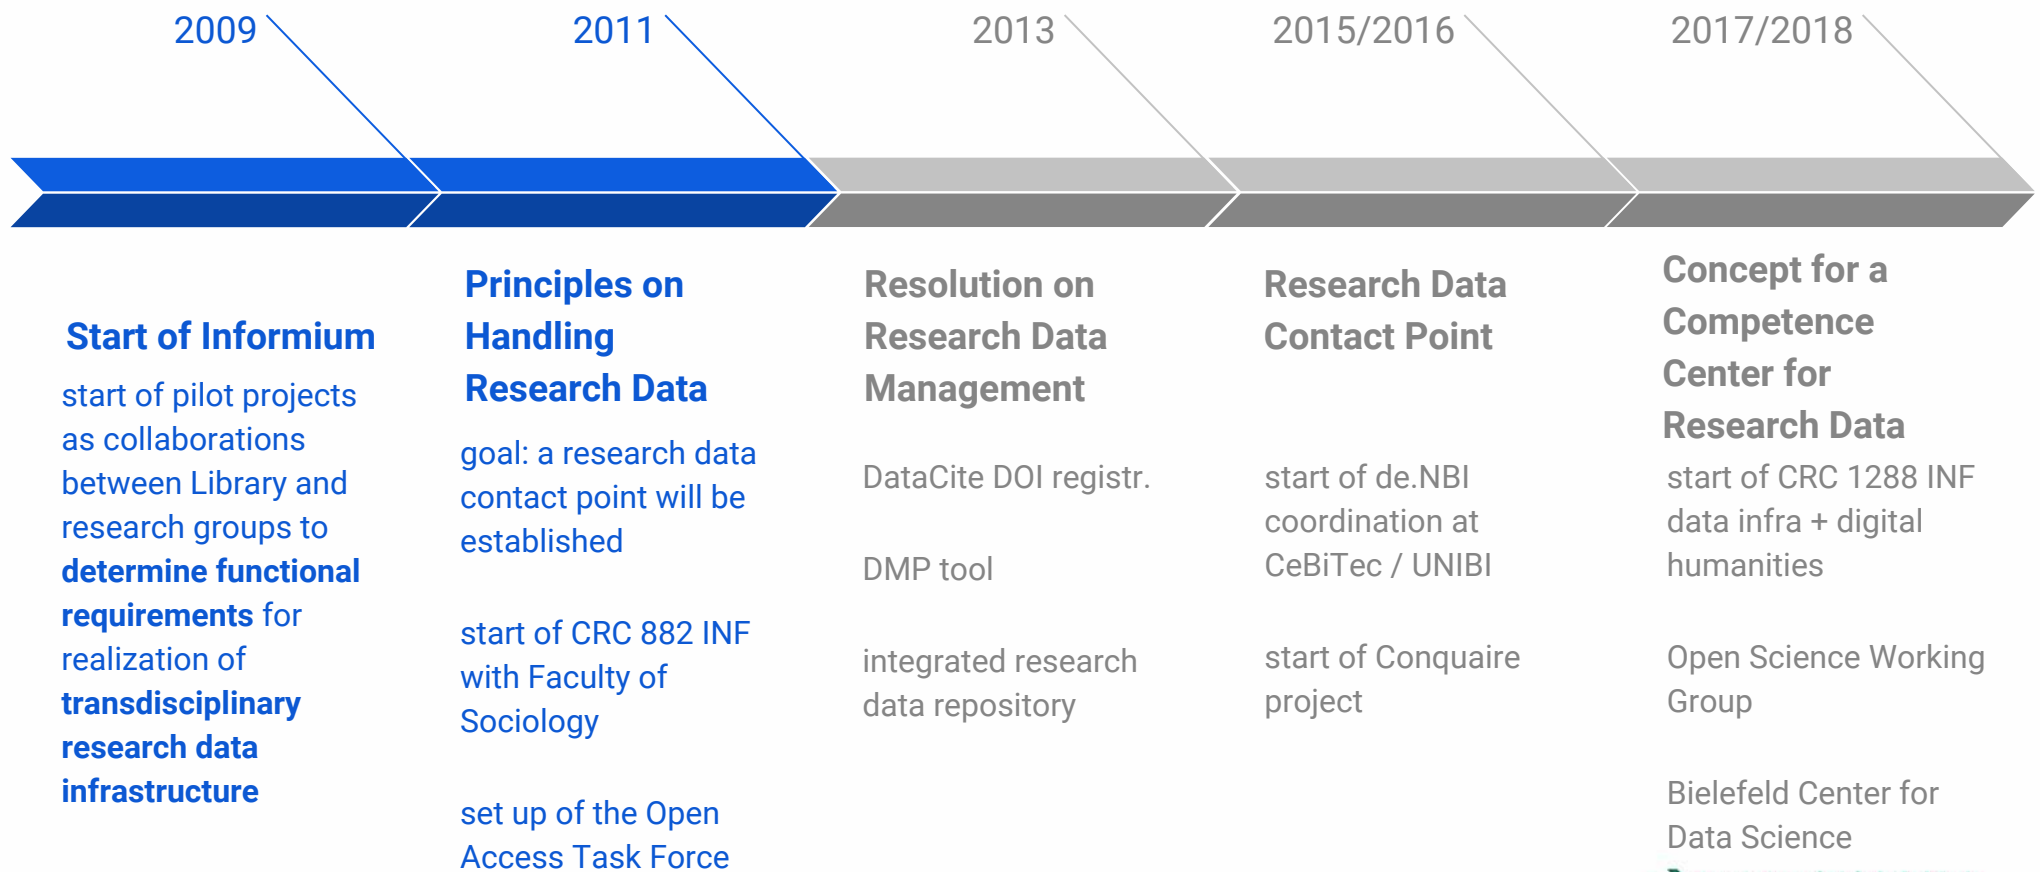 2009
2011
2013
2015/2016
2017/2018
Start of Informium
start of pilot projects
as collaborations
between Library and
research groups to
determine functional
requirements for
realization of
transdisciplinary
research data
infrastructure
Principles on
Handling
Research Data
goal: a research data
contact point will be
established
start of CRC 882 INF
with Faculty of
Sociology
set up of the Open
Access Task Force
Resolution on
Research Data
Management
DataCite DOI registr.
DMP tool
integrated research
data repository
Research Data
Contact Point
start of de.NBI
coordination at
CeBiTec / UNIBI
start of Conquaire
project
Concept for a
Competence
Center for
Research Data
start of CRC 1288 INF
data infra + digital
humanities
Open Science Working
Group
Bielefeld Center for
Data Science